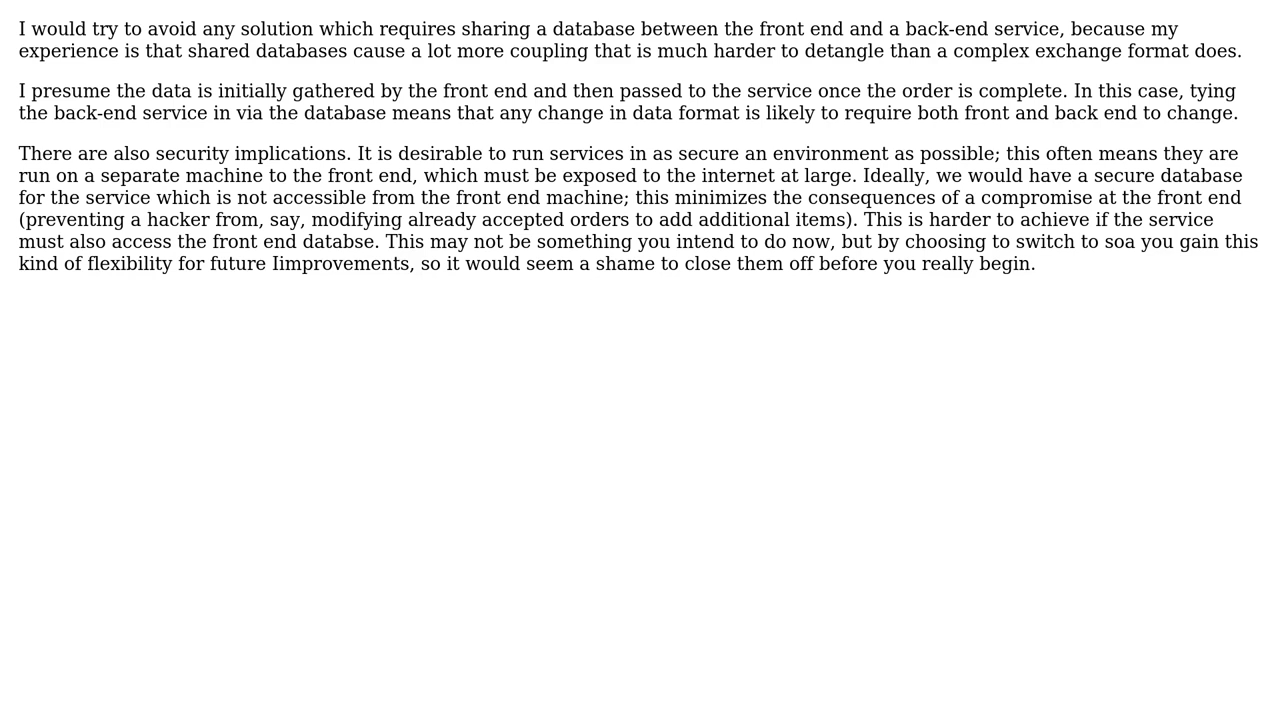 I would try to avoid any solution which requires sharing a database between the front end and a back-end service, because my
experience is that shared databases cause a lot more coupling that is much harder to detangle than a complex exchange format does.
I presume the data is initially gathered by the front end and then passed to the service once the order is complete. In this case, tying
the back-end service in via the database means that any change in data format is likely to require both front and back end to change.
There are also security implications. It is desirable to run services in as secure an environment as possible; this often means they are
run on a separate machine to the front end, which must be exposed to the internet at large. Ideally, we would have a secure database
for the service which is not accessible from the front end machine; this minimizes the consequences of a compromise at the front end
(preventing a hacker from, say, modifying already accepted orders to add additional items). This is harder to achieve if the service
must also access the front end databse. This may not be something you intend to do now, but by choosing to switch to soa you gain this
kind of flexibility for future Iimprovements, so it would seem a shame to close them off before you really begin.